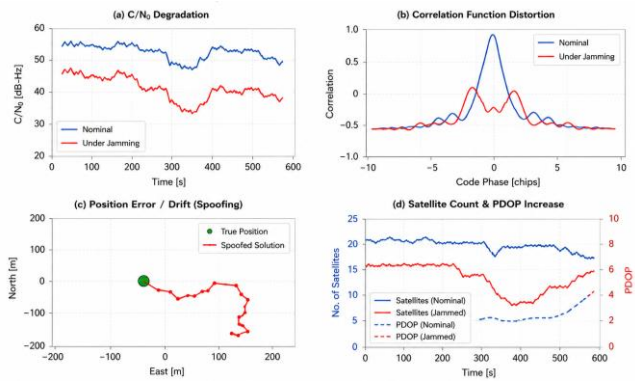 (a) C/N₀ Degradation
60
50
40
30
20
C/N₀ [dB-Hz]
Nominal
Under Jamming
0 100 200 300 400 500 600
Time [s]
(b) Correlation Function Distortion
1.0
0.5
0
-0.5
-1.0
Correlation
Nominal
Under Jamming
-10 -5 0 5 10
Code Phase [chips]
(c) Position Error / Drift (Spoofing)
200
100
0
-100
-200
North [m]
True Position
Spoofed Solution
-200 -100 0 100 200
East [m]
(d) Satellite Count & PDOP Increase
25
20
15
10
5
0
No. of Satellites
Satellites (Nominal)
Satellites (Jammed)
PDOP (Nominal)
PDOP (Jammed)
10
8
6
4
2
0
PDOP
0 100 200 300 400 500 600
Time [s]